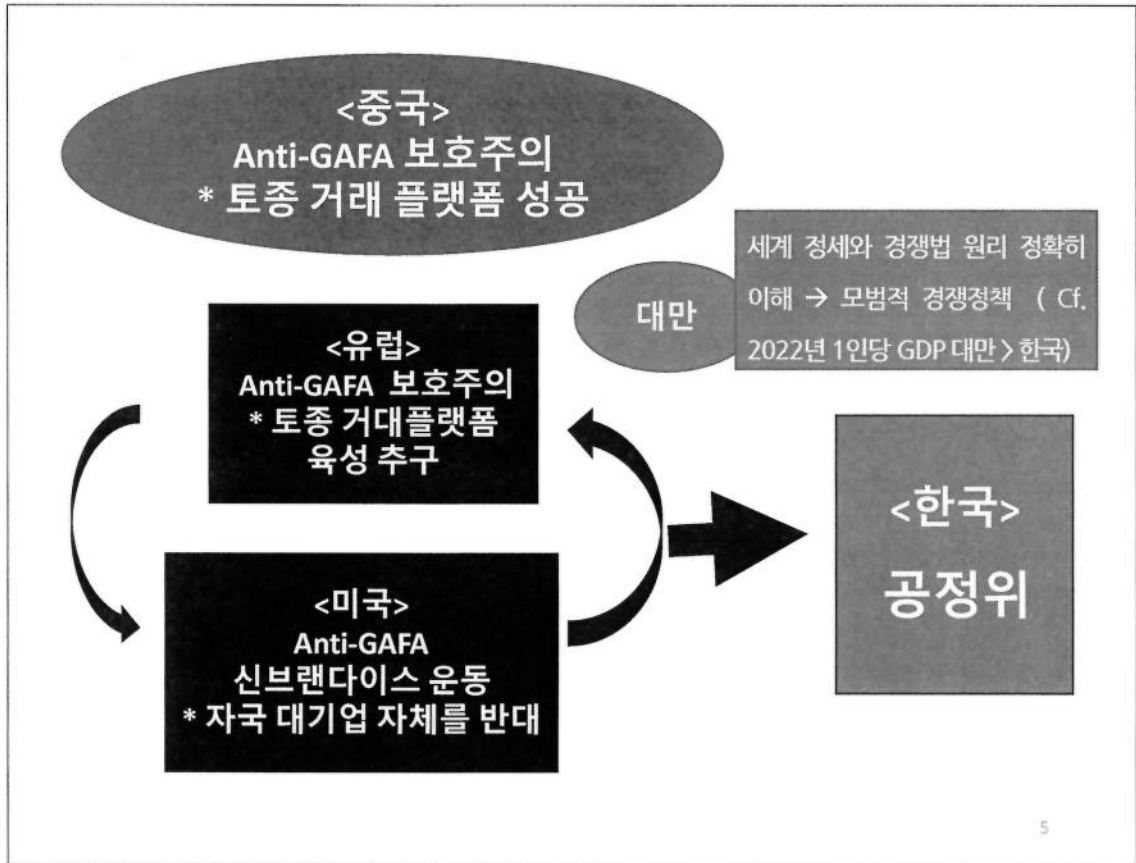 <중국>
Anti-GAFA 보호주의
* 토종 거래 플랫폼 성공
세계 정세와 경쟁법 원리 정확히
이해 → 모범적 경쟁정책 ( Cf.
2022년 1인당 GDP 대만 > 한국)
대만
<유럽>
Anti-GAFA 보호주의
* 토종 거대플랫폼
육성 추구
<한국>
공정위
<미국>
Anti-GAFA
신브랜다이스 운동
* 자국 대기업 자체를 반대
5